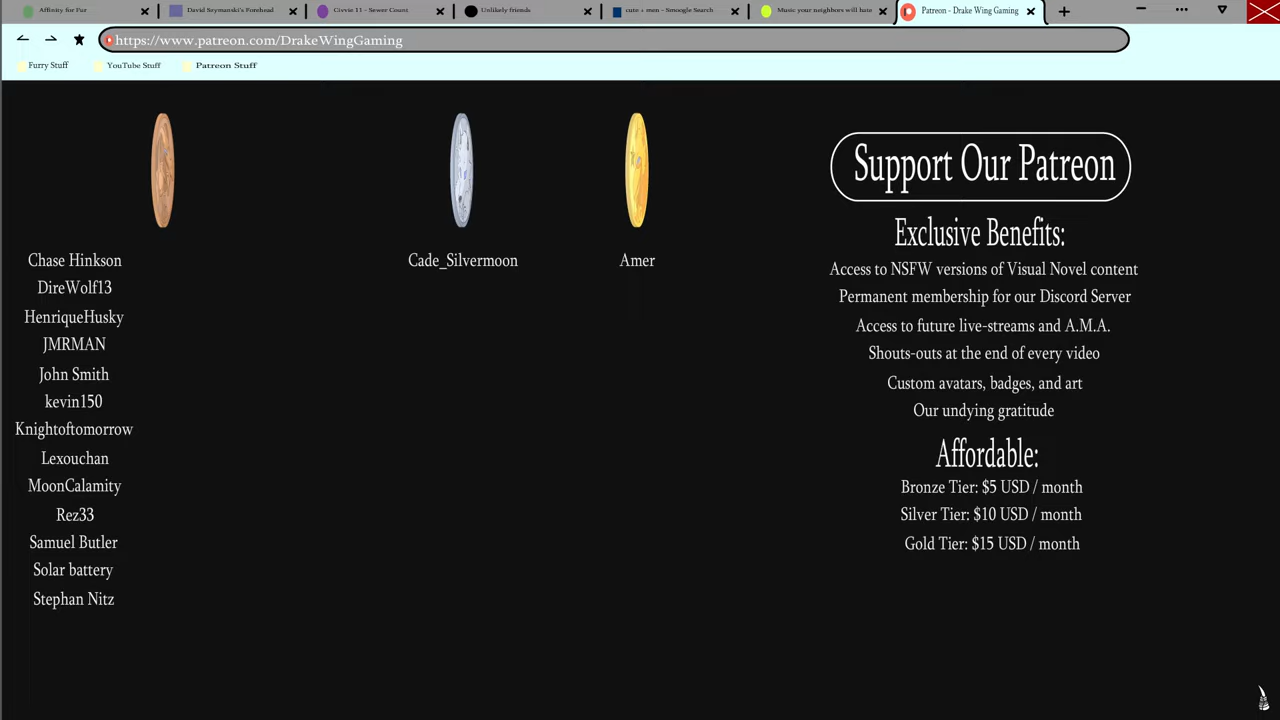 Affinity for Fur
David Szymanski's Forehead
Civvie 11 - Sewer Count
Unlikely friends
cute + men - Smoogle Search
Music your neighbors will hate
Patreon - Drake Wing Gaming
https://www.patreon.com/DrakeWingGaming
Furry Stuff
YouTube Stuff
Patreon Stuff
Chase Hinkson
DireWolf13
HenriqueHusky
JMRMAN
John Smith
kevin150
Knightoftomorrow
Lexouchan
MoonCalamity
Rez33
Samuel Butler
Solar battery
Stephan Nitz
Cade_Silvermoon
Amer
Support Our Patreon
Exclusive Benefits:
Access to NSFW versions of Visual Novel content
Permanent membership for our Discord Server
Access to future live-streams and A.M.A.
Shouts-outs at the end of every video
Custom avatars, badges, and art
Our undying gratitude
Affordable:
Bronze Tier: $5 USD / month
Silver Tier: $10 USD / month
Gold Tier: $15 USD / month